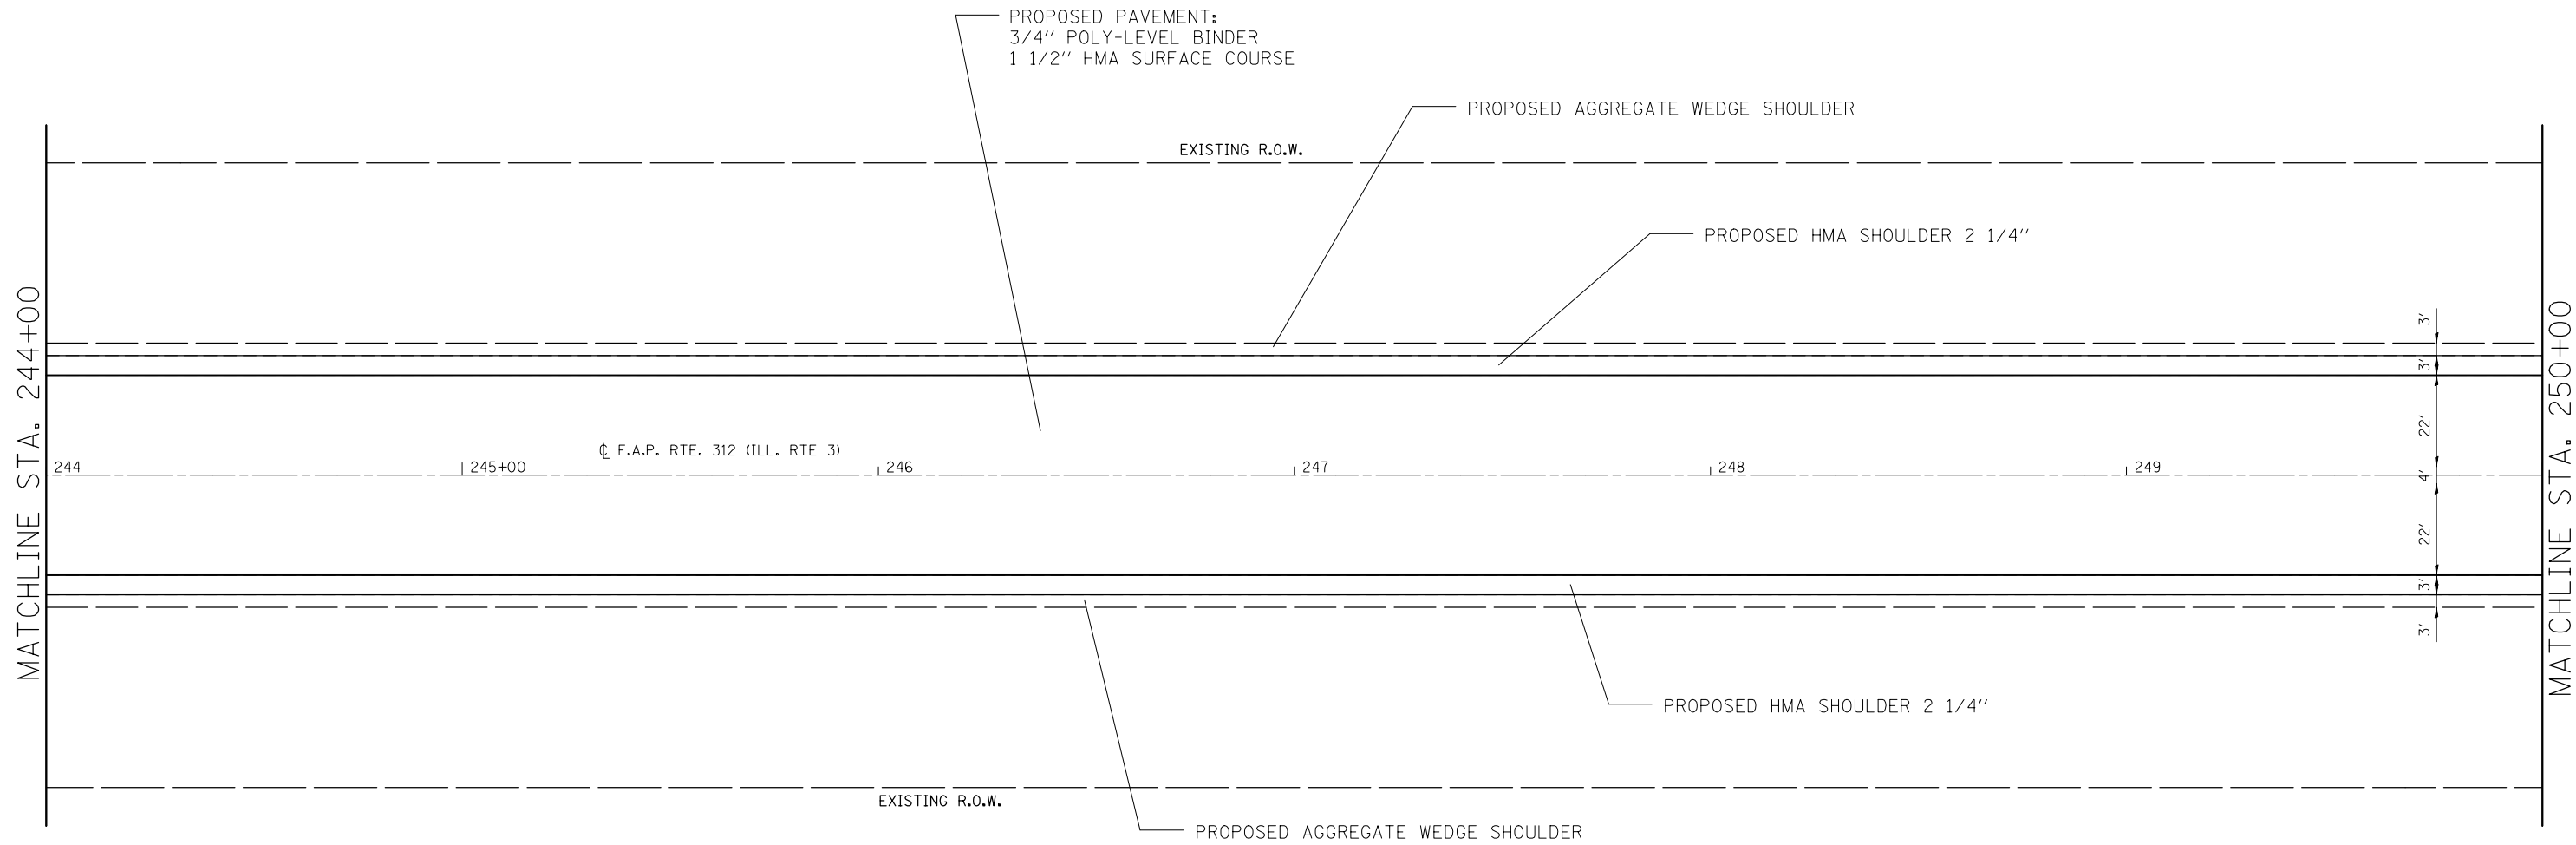 PROPOSED PAVEMENT:
3/4" POLY-LEVEL BINDER
1 1/2" HMA SURFACE COURSE
PROPOSED AGGREGATE WEDGE SHOULDER
EXISTING R.O.W.
PROPOSED HMA SHOULDER 2 1/4"
MATCHLINE STA. 244+00
MATCHLINE STA. 250+00
3'
3'
22'
℄ F.A.P. RTE. 312 (ILL. RTE 3)
244
245+00
246
247
248
249
4'
22'
3'
3'
PROPOSED HMA SHOULDER 2 1/4"
EXISTING R.O.W.
PROPOSED AGGREGATE WEDGE SHOULDER